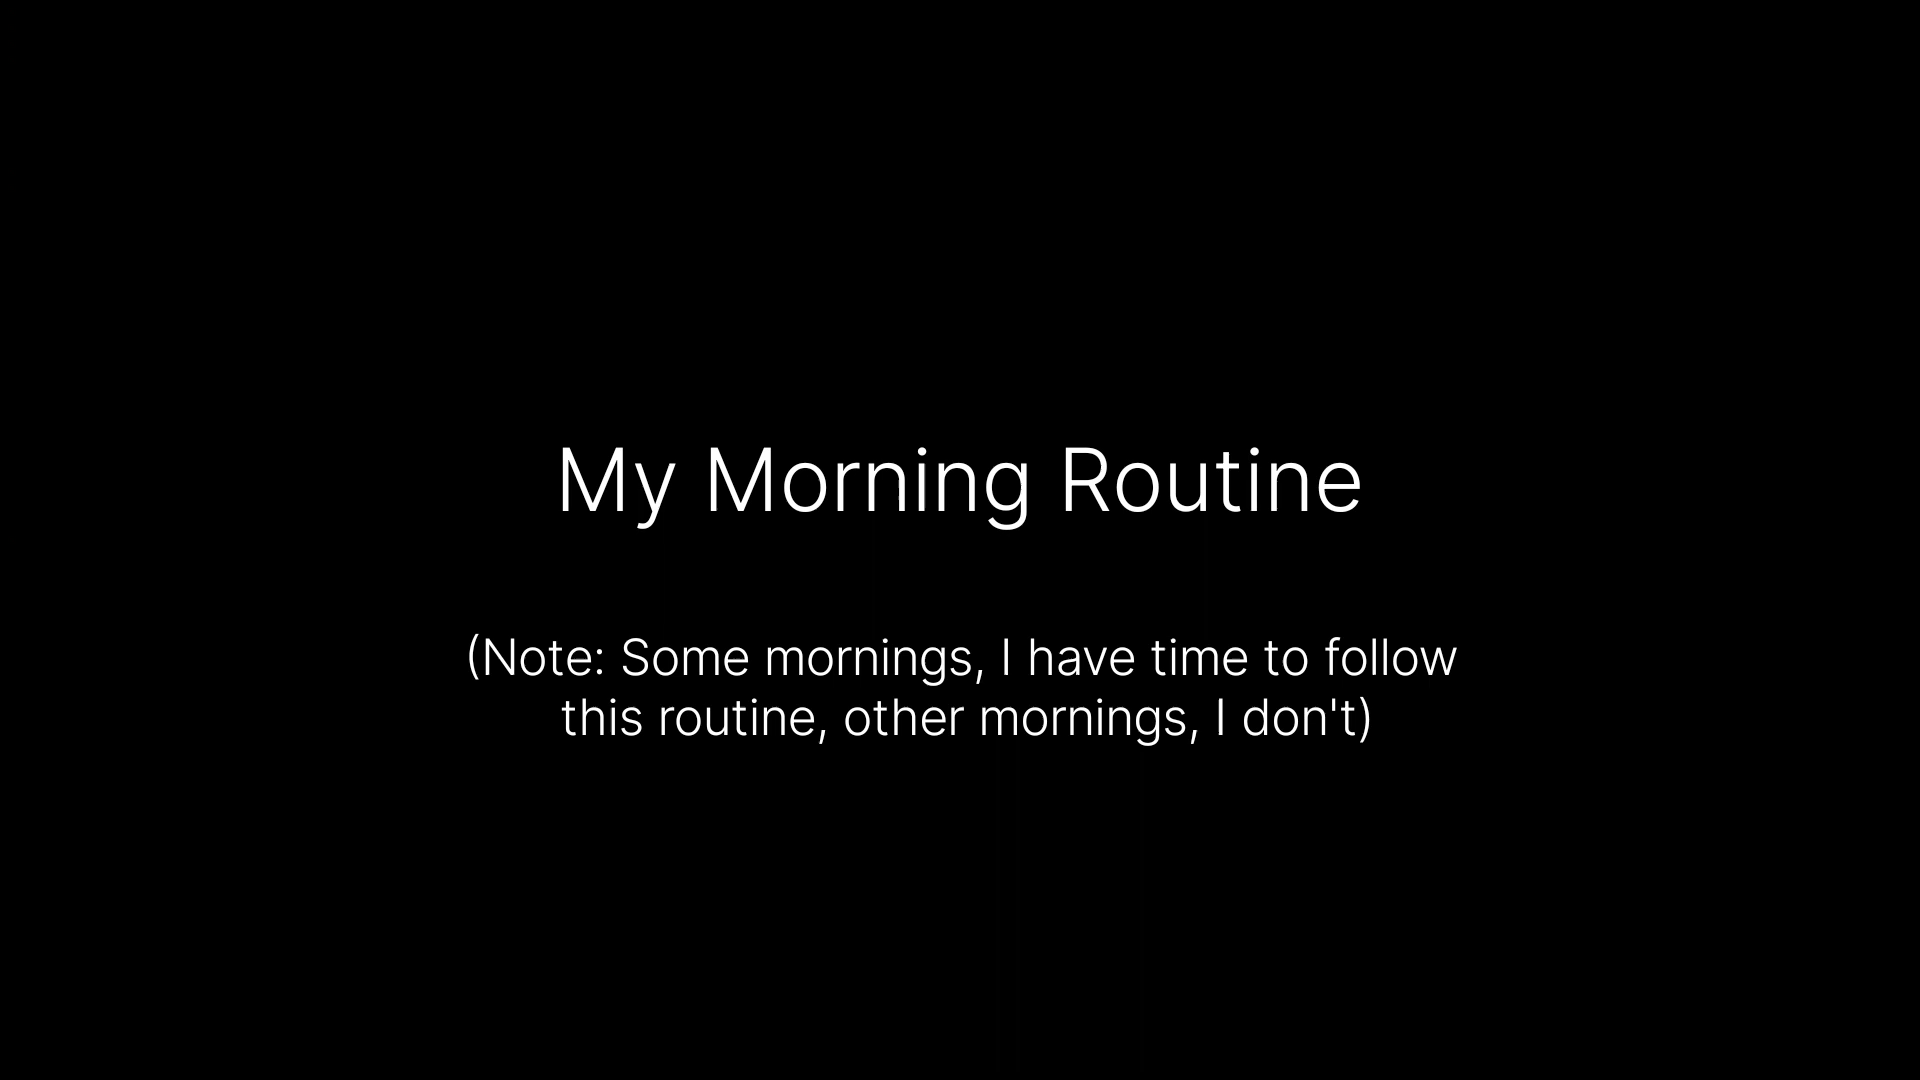 My Morning Routine
(Note: Some mornings, I have time to follow
this routine, other mornings, I don't)